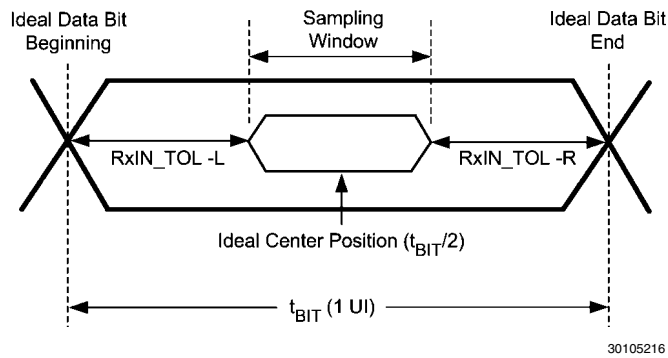 Ideal Data Bit
Beginning
Sampling
Window
Ideal Data Bit
End
RxIN_TOL -L
RxIN_TOL -R
Ideal Center Position (tBIT/2)
tBIT (1 UI)
30105216